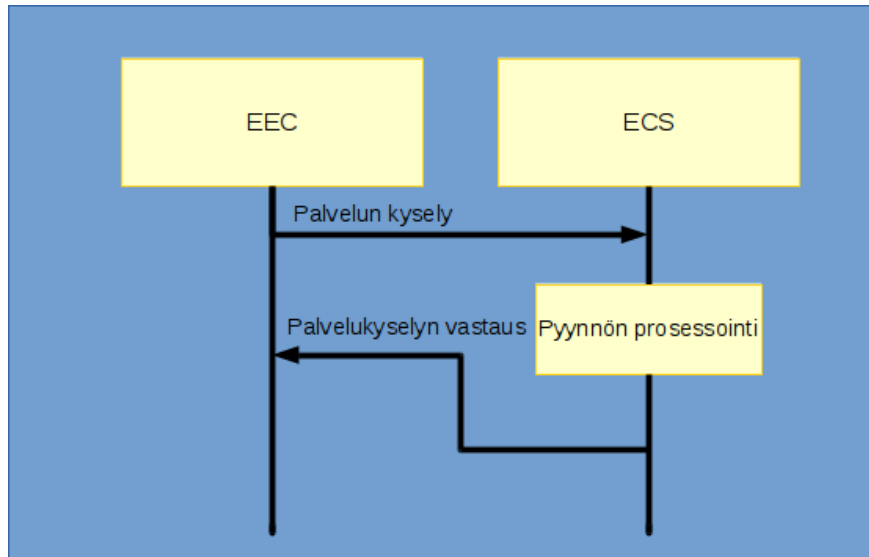 EEC
ECS
Palvelun kysely
Palvelukyselyn vastaus
Pyynnön prosessointi